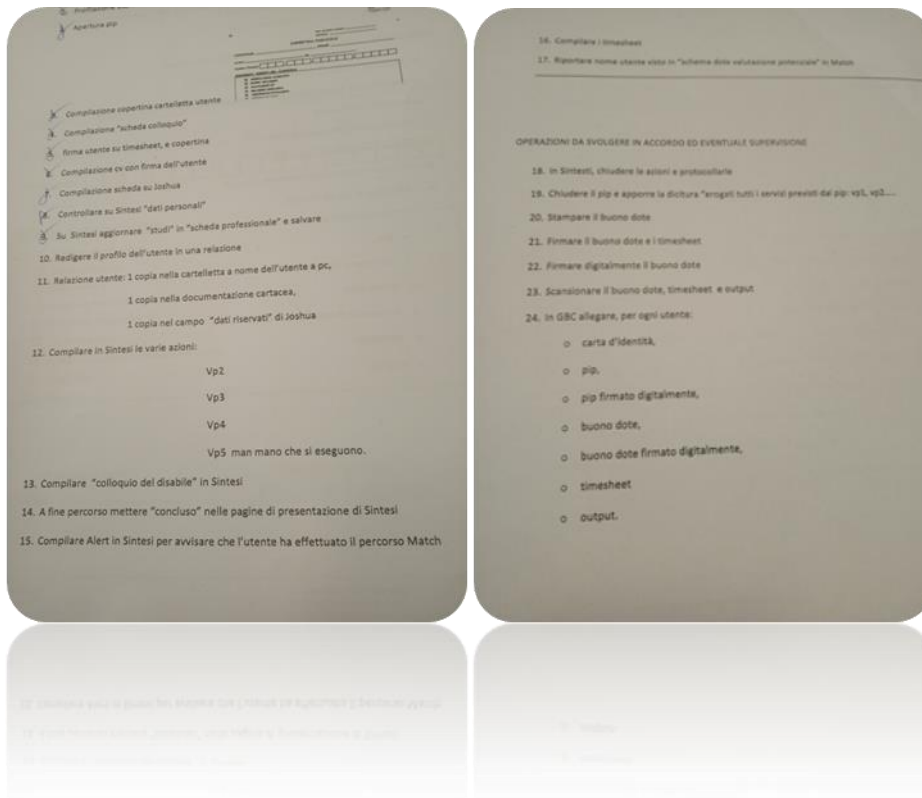 Apertura pip
Compilazione copertina cartelletta utente
Compilazione "scheda colloquio"
firma utente su timesheet, e copertina
Compilazione cv con firma dell'utente
Compilazione scheda su Joshua
Controllare su Sintesi "dati personali"
Su Sintesi aggiornare "studi" in "scheda professionale" e salvare
10. Redigere il profilo dell'utente in una relazione
11. Relazione utente: 1 copia nella cartelletta a nome dell'utente a pc,
1 copia nella documentazione cartacea,
1 copia nel campo "dati riservati" di Joshua
12. Compilare in Sintesi le varie azioni:
Vp2
Vp3
Vp4
Vp5 man mano che si eseguono.
13. Compilare "colloquio del disabile" in Sintesi
14. A fine percorso mettere "concluso" nelle pagine di presentazione di Sintesi
15. Compilare Alert in Sintesi per avvisare che l'utente ha effettuato il percorso Match
16. Compilare i timesheet
17. Riportare nome utente visto in "schema dote valutazione potenziale" in Match
OPERAZIONI DA SVOLGERE IN ACCORDO ED EVENTUALE SUPERVISIONE
18. In Sintesti, chiudere le azioni e protocollarle
19. Chiudere il pip e apporre la dicitura "erogati tutti i servizi previsti dal pip: vp1, vp2....
20. Stampare il buono dote
21. Firmare il buono dote e i timesheet
22. Firmare digitalmente il buono dote
23. Scansionare il buono dote, timesheet e output
24. In GBC allegare, per ogni utente:
o carta d'identità,
o pip,
o pip firmato digitalmente,
o buono dote,
o buono dote firmato digitalmente,
o timesheet
o output.